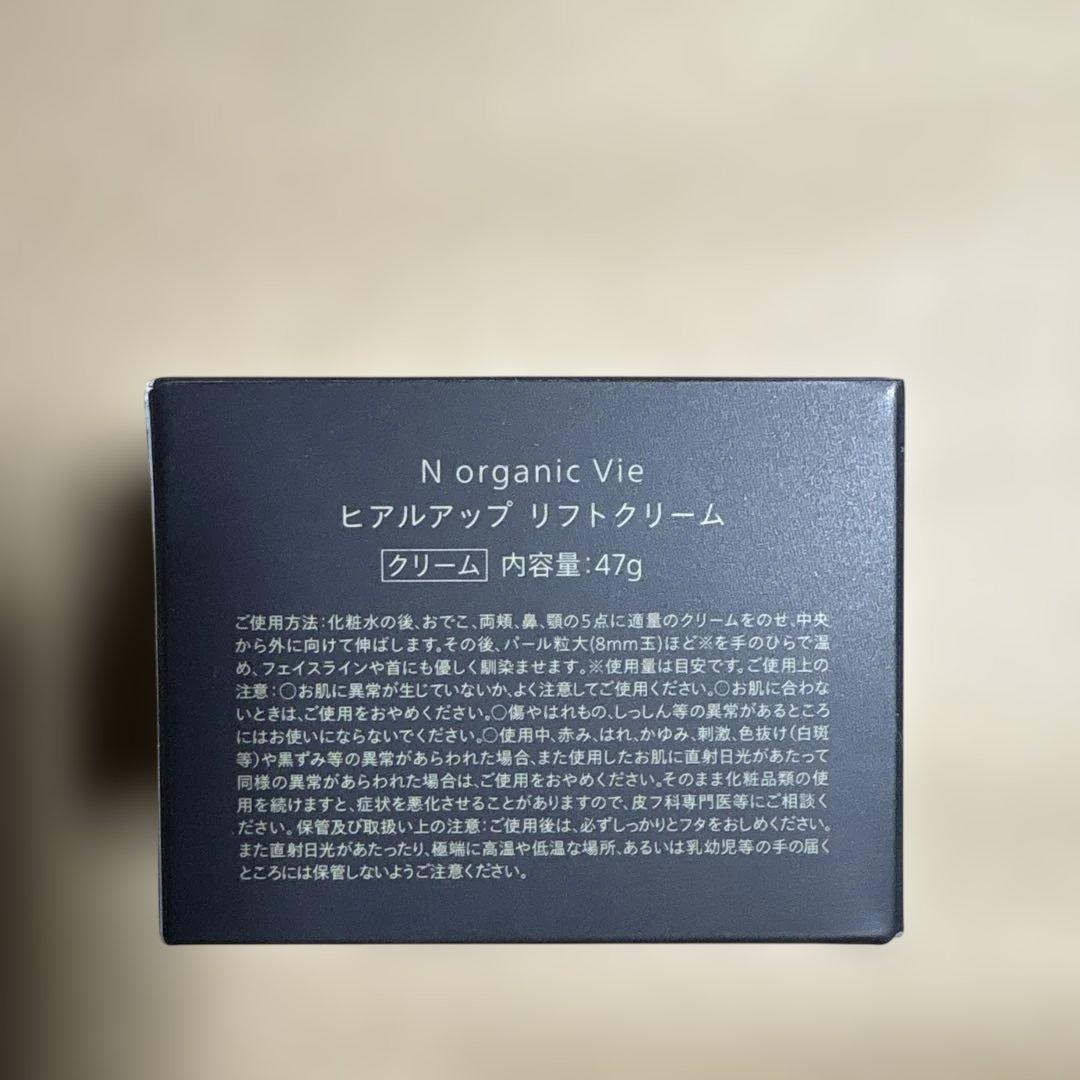 N organic Vie
ヒアルアップ リフトクリーム
クリーム 内容量:47g
ご使用方法:化粧水の後、おでこ、両頬、鼻、顎の5点に適量のクリームをのせ、中央
から外に向けて伸ばします。その後、パール粒大(8mm玉)ほど※を手のひらで温
め、フェイスラインや首にも優しく馴染ませます。※使用量は目安です。ご使用上の
注意:○お肌に異常が生じていないか、よく注意してご使用ください。○お肌に合わな
いときは、ご使用をおやめください。○傷やはれもの、しっしん等の異常があるところ
にはお使いにならないでください。○使用中、赤み、はれ、かゆみ、刺激、色抜け(白斑
等)や黒ずみ等の異常があらわれた場合、また使用したお肌に直射日光があたって
同様の異常があらわれた場合は、ご使用をおやめください。そのまま化粧品類の使
用を続けますと、症状を悪化させることがありますので、皮フ科専門医等にご相談く
ださい。保管及び取扱い上の注意:ご使用後は、必ずしっかりとフタをおしめください。
また直射日光があたったり、極端に高温や低温な場所、あるいは乳幼児等の手の届く
ところには保管しないようご注意ください。